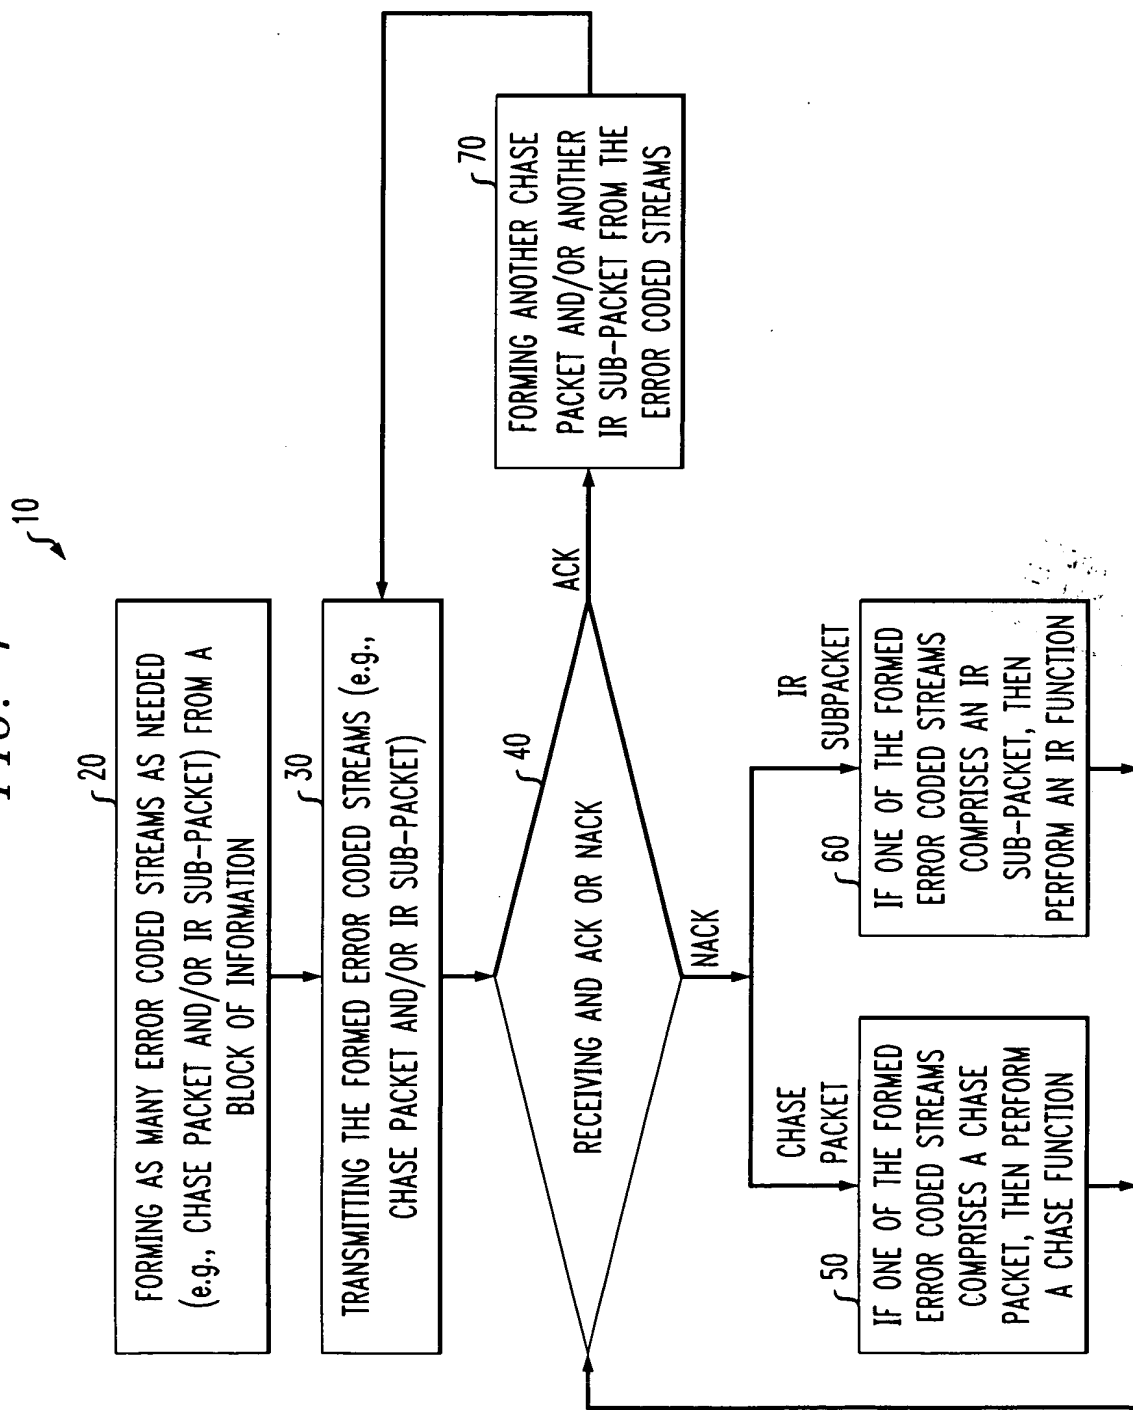 10
20
FORMING AS MANY ERROR CODED STREAMS AS NEEDED
(e.g., CHASE PACKET AND/OR IR SUB-PACKET) FROM A
BLOCK OF INFORMATION
30
TRANSMITTING THE FORMED ERROR CODED STREAMS (e.g.,
CHASE PACKET AND/OR IR SUB-PACKET)
40
RECEIVING AND ACK OR NACK
ACK
70
FORMING ANOTHER CHASE
PACKET AND/OR ANOTHER
IR SUB-PACKET FROM THE
ERROR CODED STREAMS
NACK
CHASE
PACKET
50
IF ONE OF THE FORMED
ERROR CODED STREAMS
COMPRISES A CHASE
PACKET, THEN PERFORM
A CHASE FUNCTION
IR
SUBPACKET
60
IF ONE OF THE FORMED
ERROR CODED STREAMS
COMPRISES AN IR
SUB-PACKET, THEN
PERFORM AN IR FUNCTION